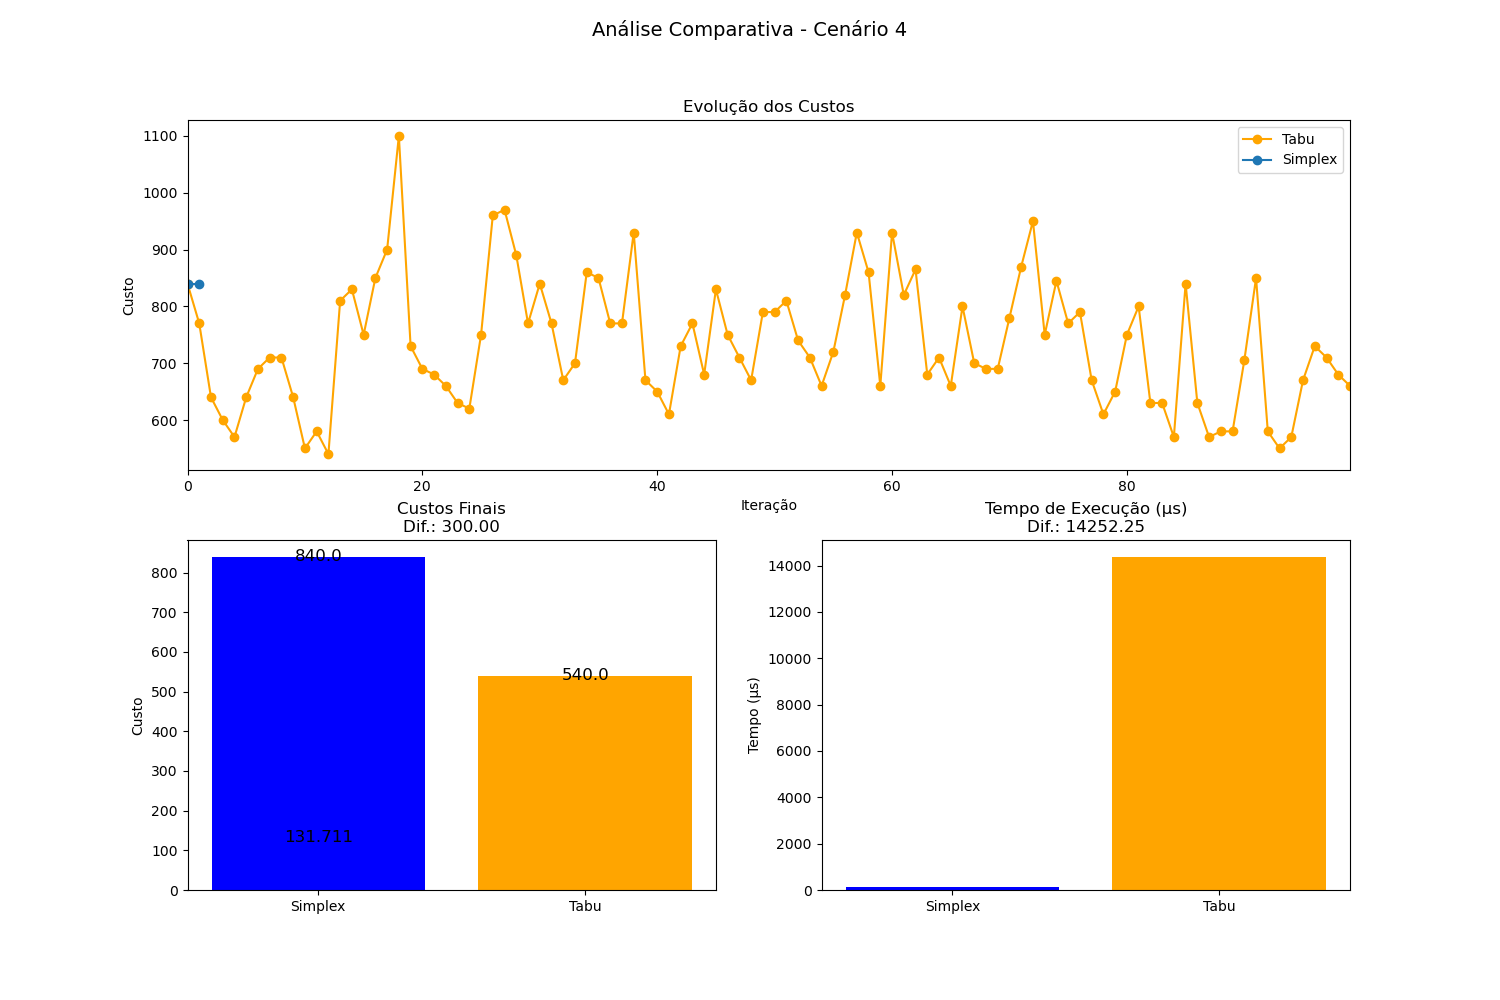 Análise Comparativa - Cenário 4
Evolução dos Custos
1100
1000
900
800
700
600
Custo
Tabu
Simplex
0
20
40
60
80
Iteração
Custos Finais
Dif.: 300.00
800
700
600
500
400
300
200
100
0
Custo
840.0
540.0
131.711
Simplex
Tabu
Tempo de Execução (μs)
Dif.: 14252.25
14000
12000
10000
8000
6000
4000
2000
0
Tempo (μs)
Simplex
Tabu